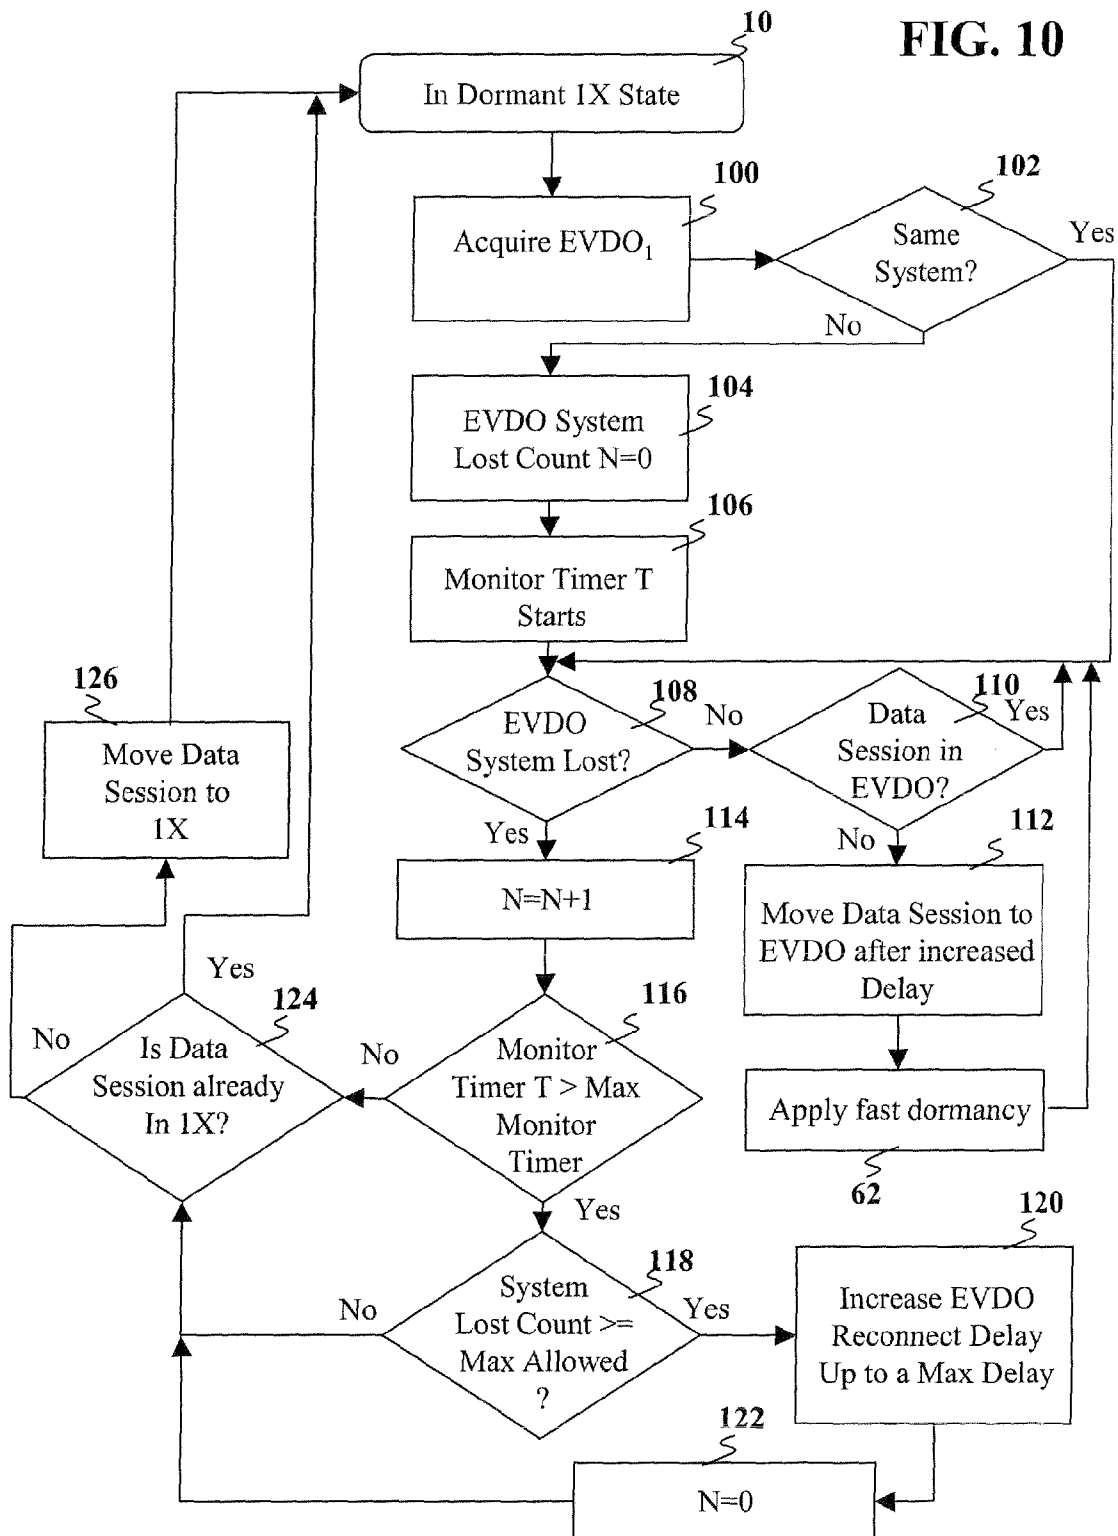 FIG. 10
10
In Dormant 1X State
100
Acquire EVDO₁
102
Same
System?
Yes
No
104
EVDO System
Lost Count N=0
106
Monitor Timer T
Starts
126
Move Data
Session to
1X
108
EVDO
System Lost?
No
110
Data
Session in
EVDO?
Yes
Yes
114
N=N+1
No
112
Move Data Session to
EVDO after increased
Delay
Yes
124
Is Data
Session already
In 1X?
No
No
116
Monitor
Timer T > Max
Monitor
Timer
Apply fast dormancy
62
Yes
118
System
Lost Count >=
Max Allowed
?
No
Yes
120
Increase EVDO
Reconnect Delay
Up to a Max Delay
122
N=0